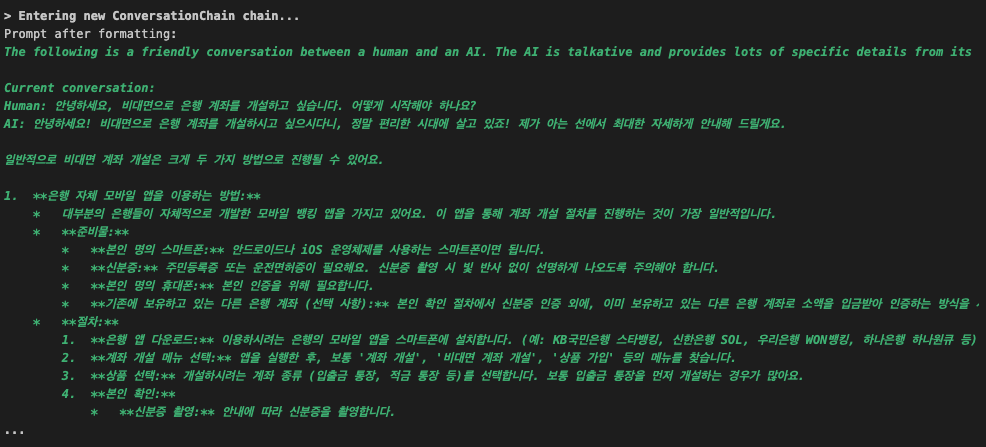 > Entering new ConversationChain chain...
Prompt after formatting:
The following is a friendly conversation between a human and an AI. The AI is talkative and provides lots of specific details from its
Current conversation:
Human: 안녕하세요, 비대면으로 은행 계좌를 개설하고 싶습니다. 어떻게 시작해야 하나요?
AI: 안녕하세요! 비대면으로 은행 계좌를 개설하시고 싶으시다니, 정말 편리한 시대에 살고 있죠! 제가 아는 선에서 최대한 자세하게 안내해 드릴게요.
일반적으로 비대면 계좌 개설은 크게 두 가지 방법으로 진행될 수 있어요.
1. **은행 자체 모바일 앱을 이용하는 방법:**
* 대부분의 은행들이 자체적으로 개발한 모바일 뱅킹 앱을 가지고 있어요. 이 앱을 통해 계좌 개설 절차를 진행하는 것이 가장 일반적입니다.
* **준비물:**
* **본인 명의 스마트폰:** 안드로이드나 iOS 운영체제를 사용하는 스마트폰이면 됩니다.
* **신분증:** 주민등록증 또는 운전면허증이 필요해요. 신분증 촬영 시 빛 반사 없이 선명하게 나오도록 주의해야 합니다.
* **본인 명의 휴대폰:** 본인 인증을 위해 필요합니다.
* **기존에 보유하고 있는 다른 은행 계좌 (선택 사항):** 본인 확인 절차에서 신분증 인증 외에, 이미 보유하고 있는 다른 은행 계좌로 소액을 입금받아 인증하는 방식을
* **절차:**
1. **은행 앱 다운로드:** 이용하시려는 은행의 모바일 앱을 스마트폰에 설치합니다. (예: KB국민은행 스타뱅킹, 신한은행 SOL, 우리은행 WON뱅킹, 하나은행 하나원큐 등)
2. **계좌 개설 메뉴 선택:** 앱을 실행한 후, 보통 '계좌 개설', '비대면 계좌 개설', '상품 가입' 등의 메뉴를 찾습니다.
3. **상품 선택:** 개설하시려는 계좌 종류 (입출금 통장, 적금 통장 등)를 선택합니다. 보통 입출금 통장을 먼저 개설하는 경우가 많아요.
4. **본인 확인:**
* **신분증 촬영:** 안내에 따라 신분증을 촬영합니다.
...